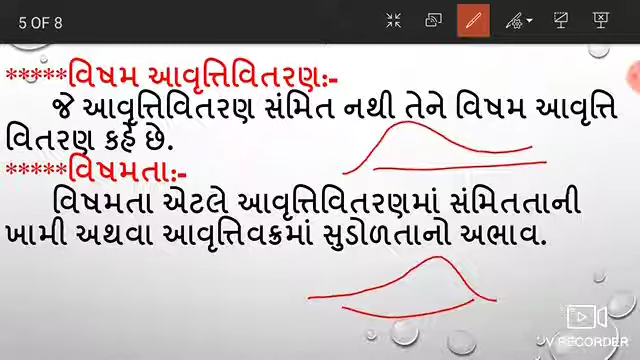 5 OF 8
*****વિષમ આવૃત્તિવિતરણ:-
જે આવૃત્તિવિતરણ સંમિત નથી તેને વિષમ આવૃત્તિ
વિતરણ કહે છે.
*****વિષમતા:-
વિષમતા એટલે આવૃત્તિવિતરણમાં સંમિતતાની
ખામી અથવા આવૃત્તિવક્રમાં સુડોળતાનો અભાવ.
V RECORDER